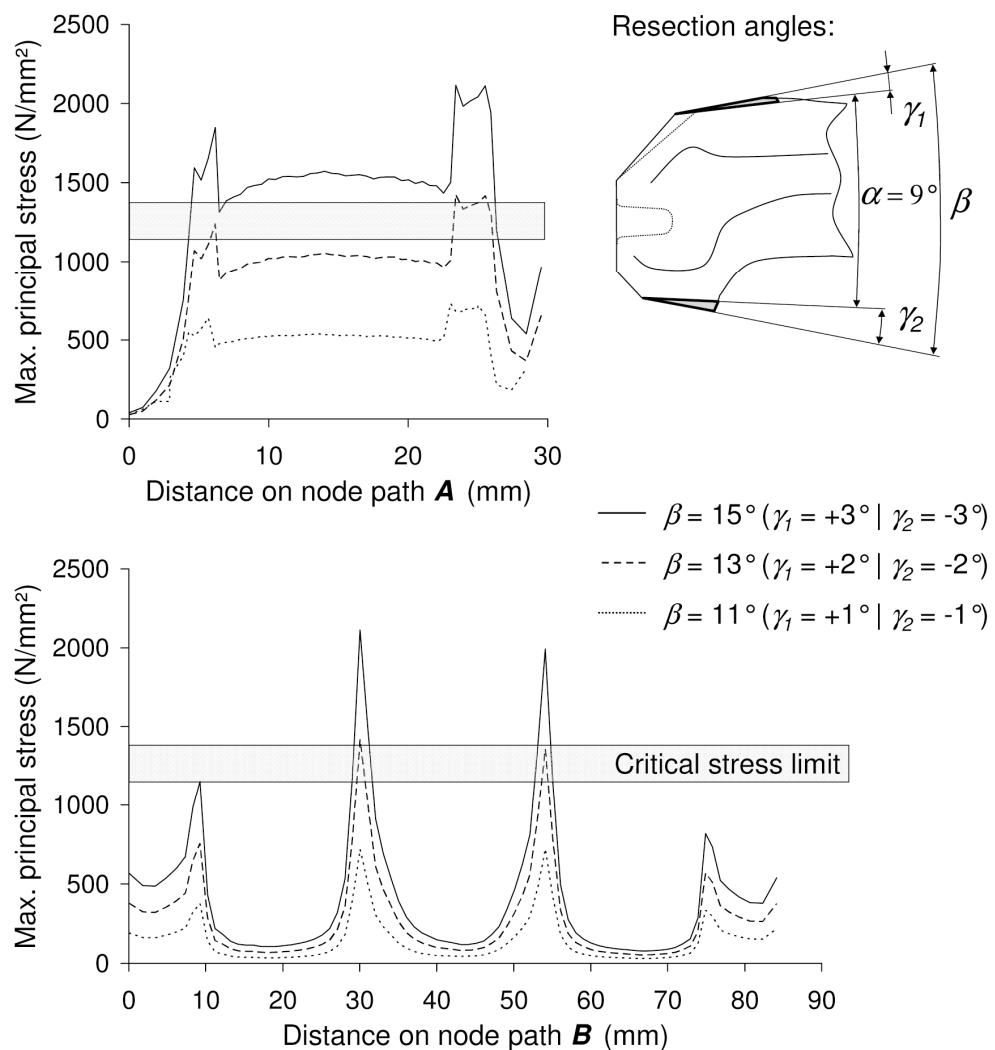 Max. principal stress (N/mm²)
2500
2000
1500
1000
500
0
0
10
20
30
Distance on node path A (mm)
Resection angles:
γ1
α = 9°
β
γ2
β = 15° (γ1 = +3° | γ2 = -3°)
β = 13° (γ1 = +2° | γ2 = -2°)
β = 11° (γ1 = +1° | γ2 = -1°)
Max. principal stress (N/mm²)
2500
2000
1500
1000
500
0
Critical stress limit
0
10
20
30
40
50
60
70
80
90
Distance on node path B (mm)